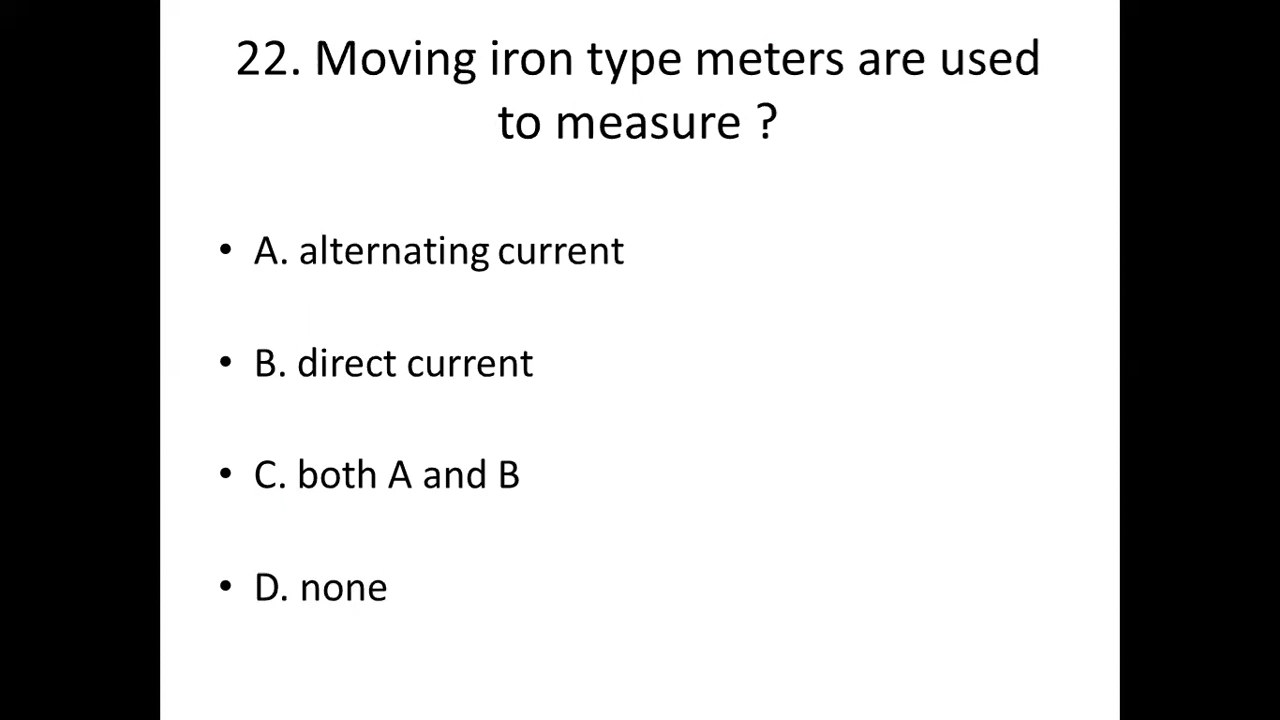 22. Moving iron type meters are used
to measure ?
• A. alternating current
• B. direct current
• C. both A and B
• D. none